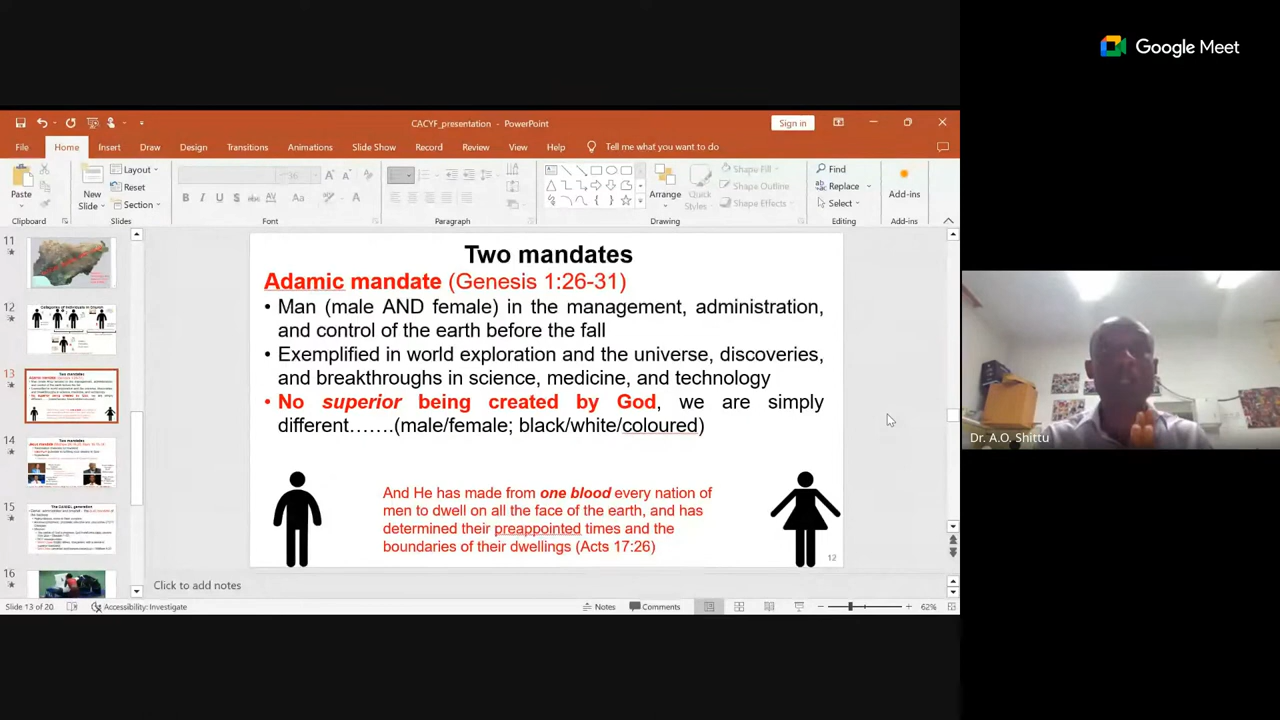 Google Meet
CACYF_presentation - PowerPoint
Sign in
File Home Insert Draw Design Transitions Animations Slide Show Record Review View Help Tell me what you want to do
Paste
Clipboard
New
Slide
Layout
Reset
Section
Slides
Font
Paragraph
Arrange
Quick
Styles
Shape Fill
Shape Outline
Shape Effects
Drawing
Find
Replace
Select
Editing
Add-ins
Add-ins
11
12
13
14
15
16
Two mandates
Adamic mandate (Genesis 1:26-31)
• Man (male AND female) in the management, administration,
and control of the earth before the fall
• Exemplified in world exploration and the universe, discoveries,
and breakthroughs in science, medicine, and technology
• No superior being created by God, we are simply
different…….(male/female; black/white/coloured)
And He has made from one blood every nation of
men to dwell on all the face of the earth, and has
determined their preappointed times and the
boundaries of their dwellings (Acts 17:26)
12
Click to add notes
Slide 13 of 20 Accessibility: Investigate Notes Comments 62%
Dr. A.O. Shittu